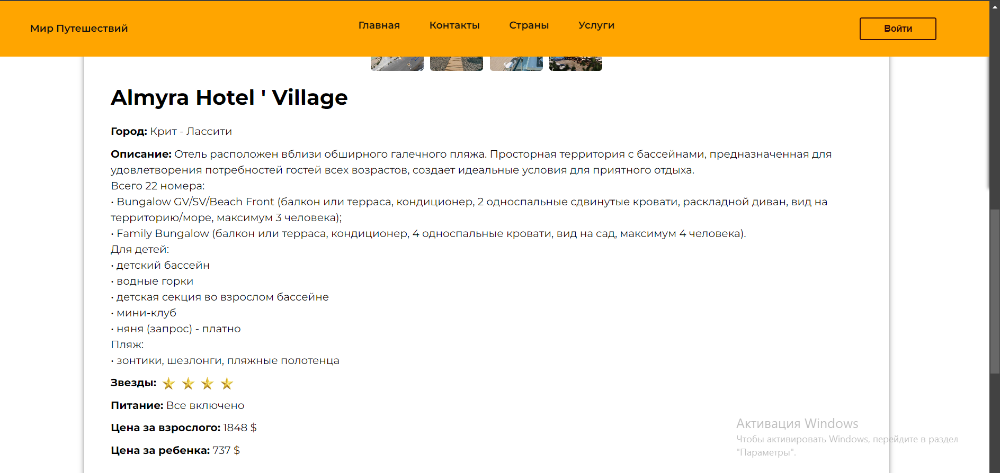 Мир Путешествий
Главная
Контакты
Страны
Услуги
Войти
Almyra Hotel ' Village
Город: Крит - Лассити
Описание: Отель расположен вблизи обширного галечного пляжа. Просторная территория с бассейнами, предназначенная для
удовлетворения потребностей гостей всех возрастов, создает идеальные условия для приятного отдыха.
Всего 22 номера:
• Bungalow GV/SV/Beach Front (балкон или терраса, кондиционер, 2 односпальные сдвинутые кровати, раскладной диван, вид на
территорию/море, максимум 3 человека);
• Family Bungalow (балкон или терраса, кондиционер, 4 односпальные кровати, вид на сад, максимум 4 человека).
Для детей:
• детский бассейн
• водные горки
• детская секция во взрослом бассейне
• мини-клуб
• няня (запрос) - платно
Пляж:
• зонтики, шезлонги, пляжные полотенца
Звезды:
Питание: Все включено
Цена за взрослого: 1848 $
Цена за ребенка: 737 $
Активация Windows
Чтобы активировать Windows, перейдите в раздел
"Параметры".